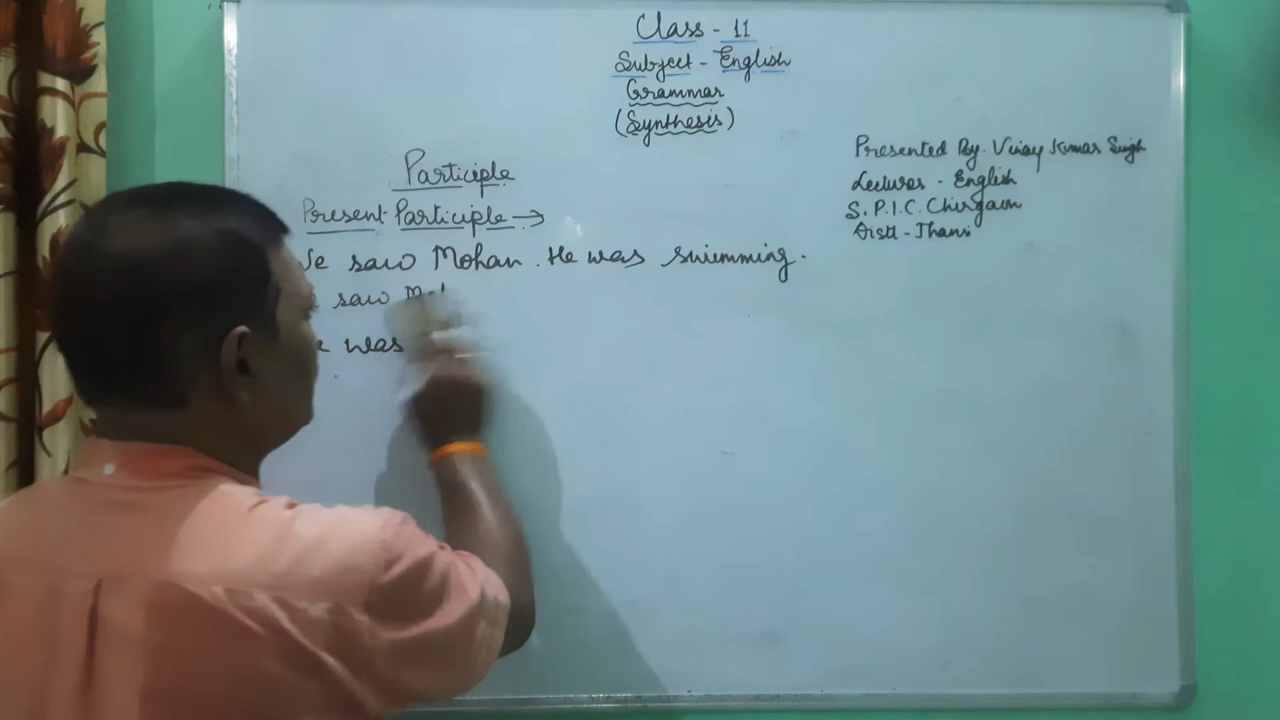 Class - 11
Subject - English
Grammar
(Synthesis)
Presented By. Vinay Kumar Singh
Lecturer - English
S.P.I.C. Chirgaon
Distt - Jhansi
Participle
Present Participle →
saw Mohan. He was swimming.
saw
was